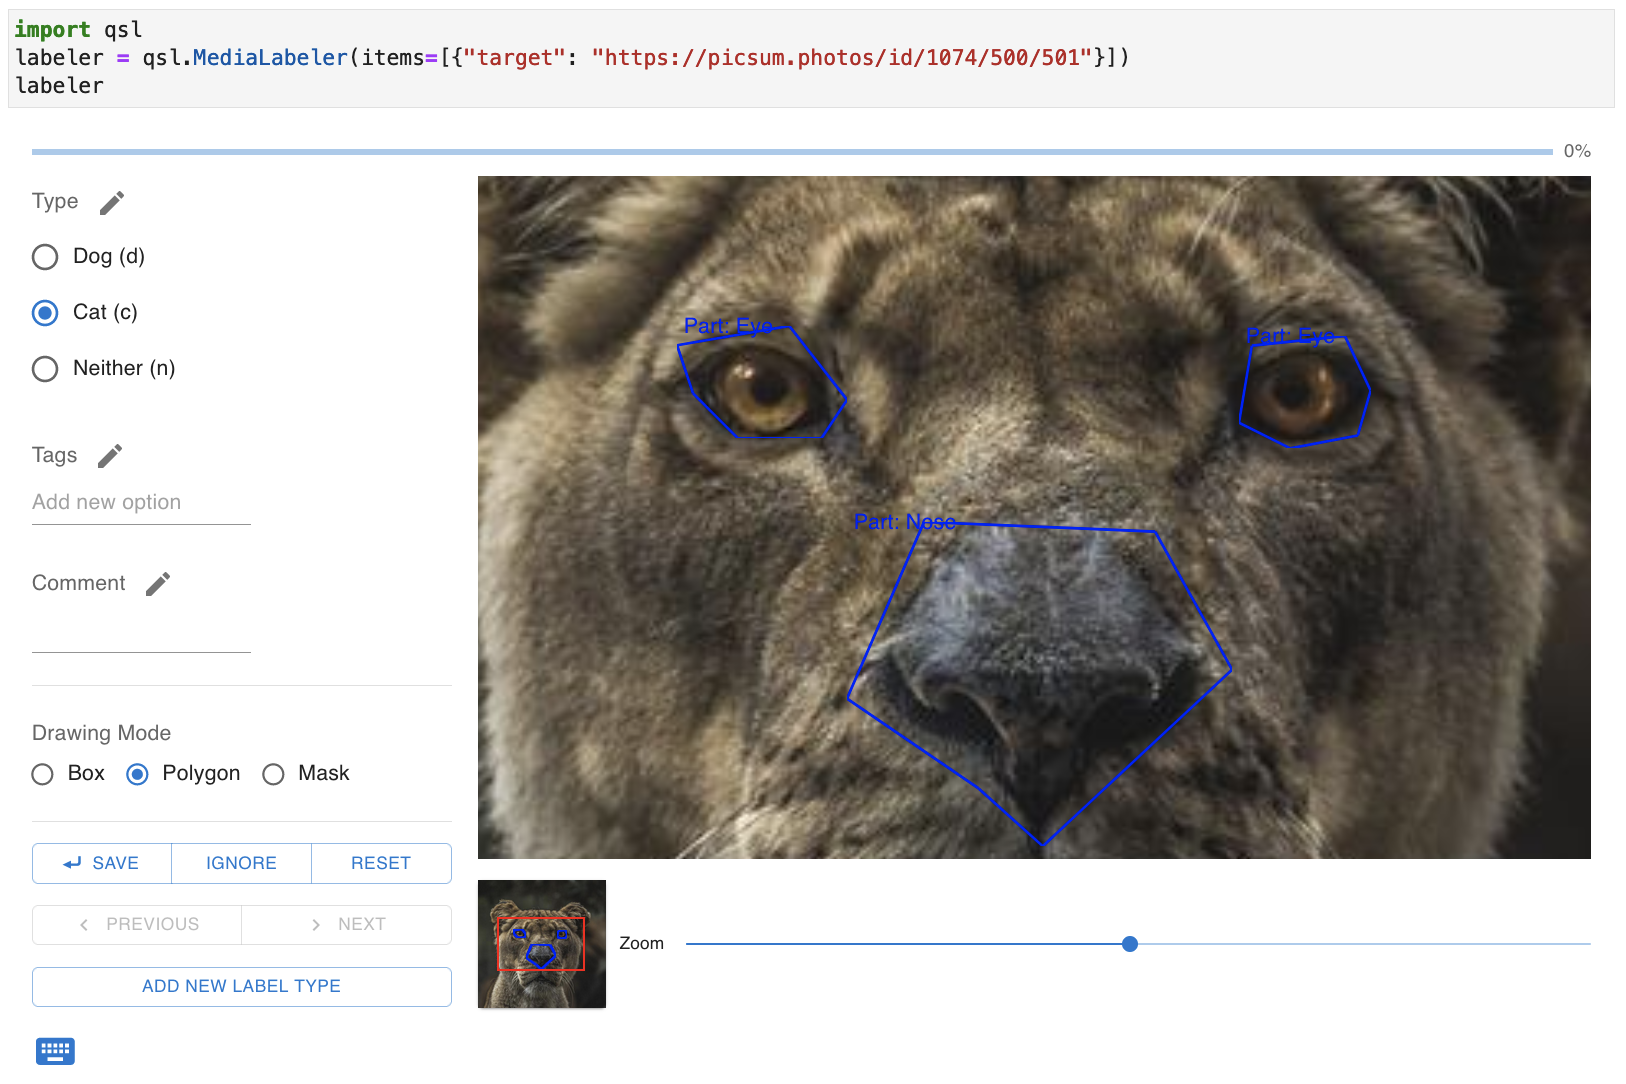 import qsl
labeler = qsl.MediaLabeler(items=[{"target": "https://picsum.photos/id/1074/500/501"}])
labeler
0%
Type
Dog (d)
Cat (c)
Neither (n)
Tags
Add new option
Comment
Drawing Mode
Box Polygon Mask
SAVE IGNORE RESET
PREVIOUS NEXT
ADD NEW LABEL TYPE
Part: Eye
Part: Eye
Part: Nose
Zoom